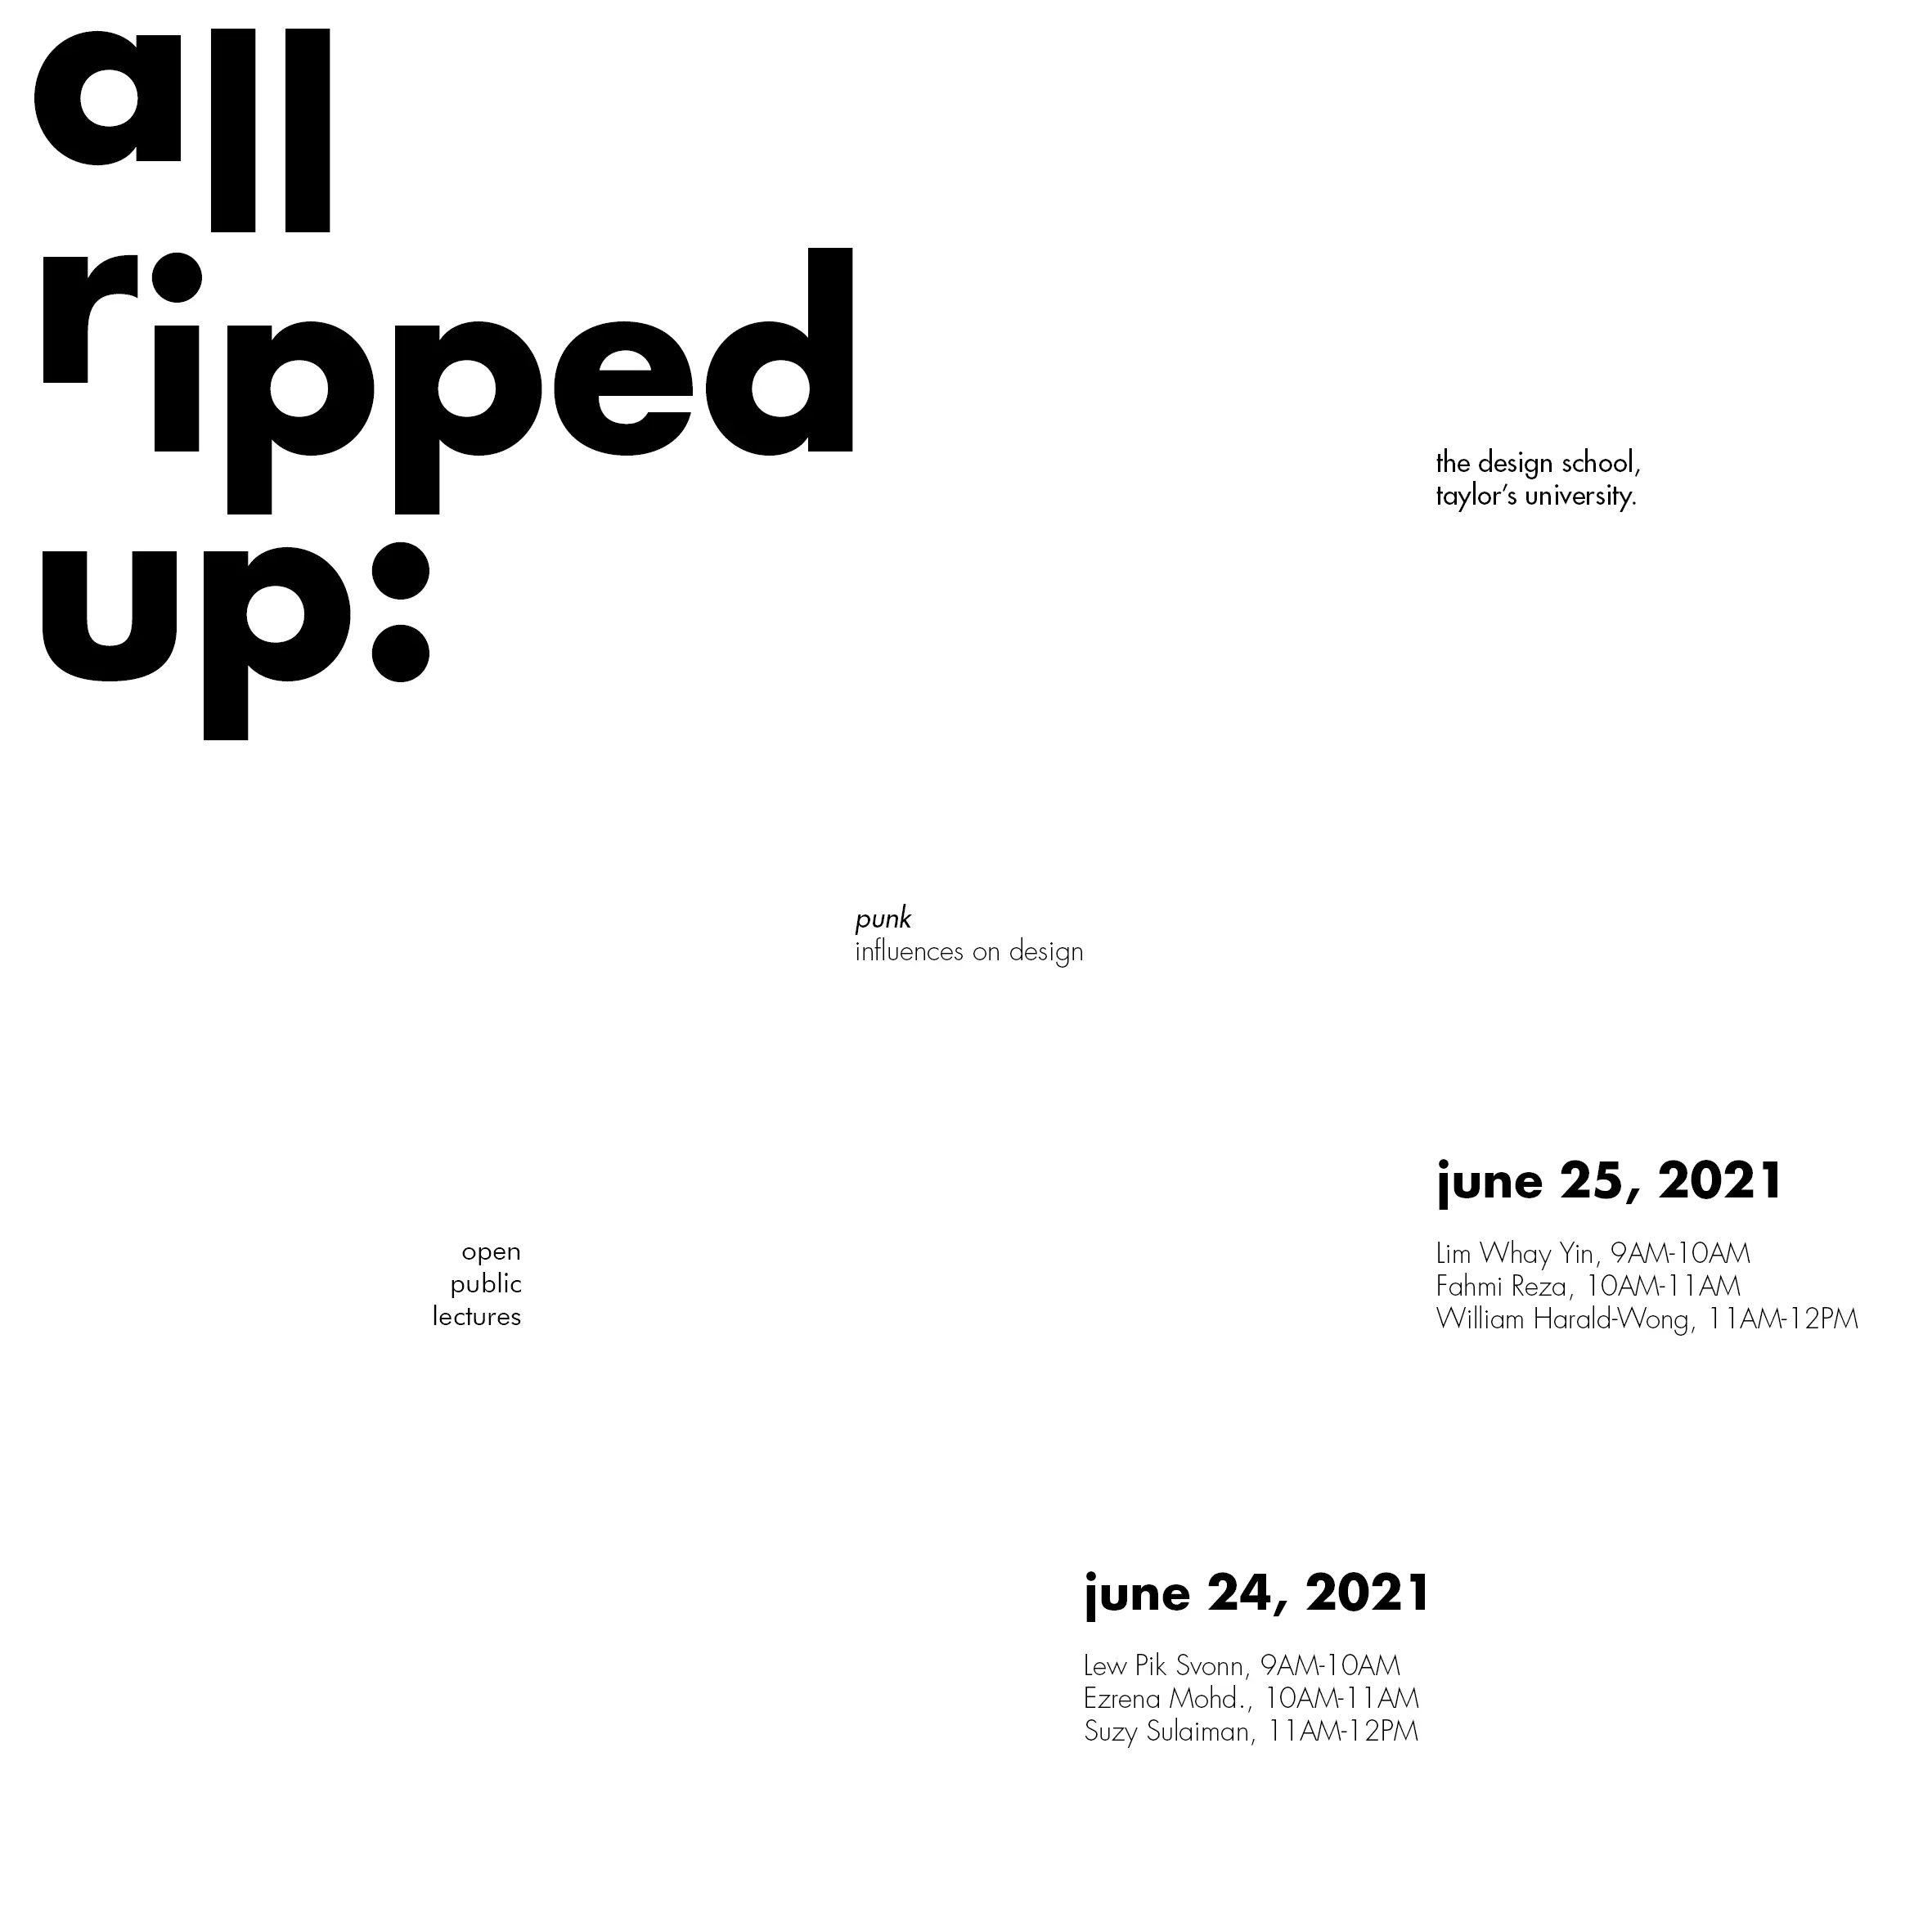 all
ripped
up:
the design school,
taylor’s university.
punk
influences on design
open
public
lectures
june 25, 2021
Lim Whay Yin, 9AM-10AM
Fahmi Reza, 10AM-11AM
William Harald-Wong, 11AM-12PM
june 24, 2021
Lew Pik Svonn, 9AM-10AM
Ezrena Mohd., 10AM-11AM
Suzy Sulaiman, 11AM-12PM